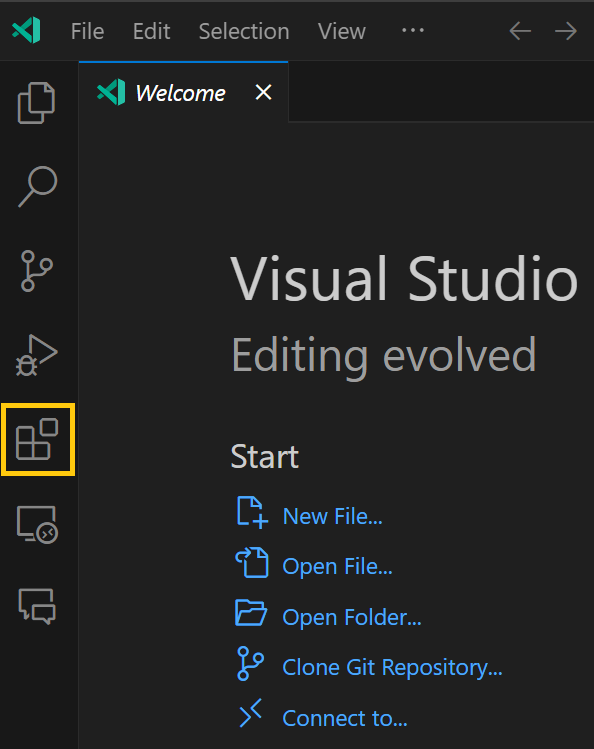 File Edit Selection View ...
Welcome
Visual Studio
Editing evolved
Start
New File...
Open File...
Open Folder...
Clone Git Repository...
Connect to...